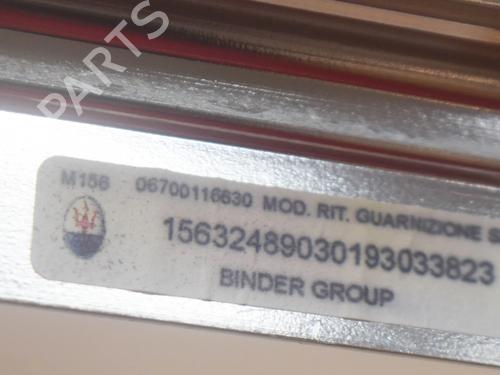 PARTS
M156 06700116630 MOD. RIT. GUARNIZIONE
15632489030193033823
BINDER GROUP